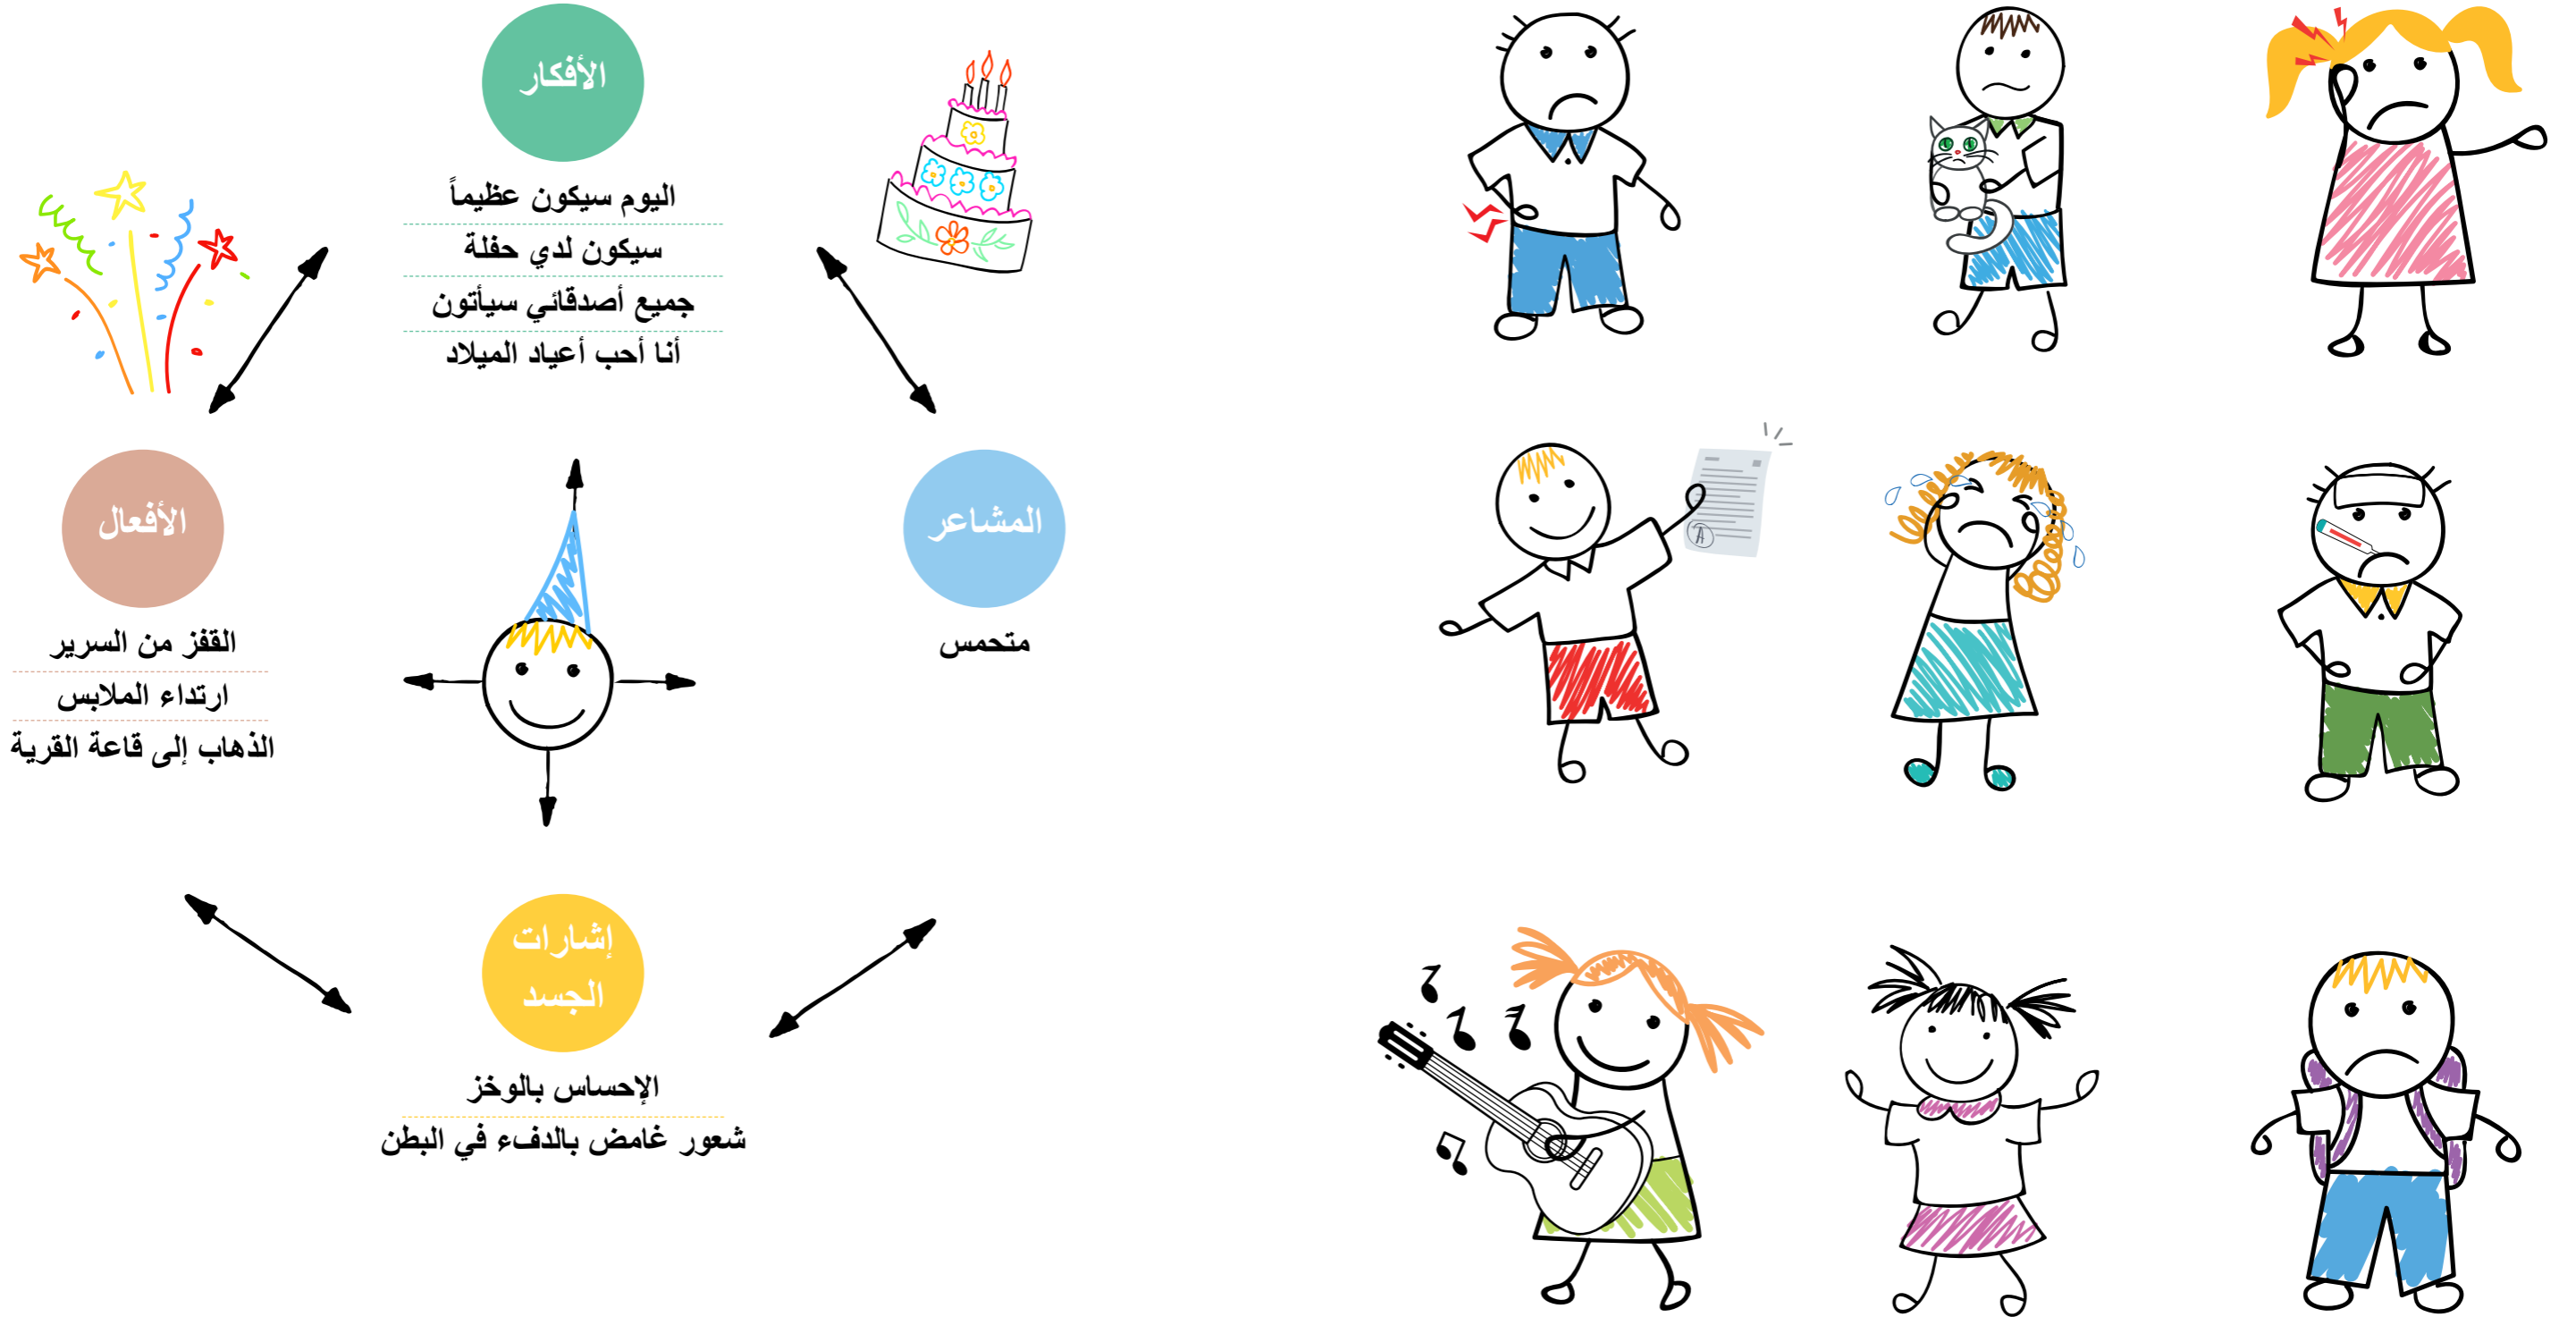 الأفكار
اليوم سيكون عظيماً
سيكون لدي حفلة
جميع أصدقائي سيأتون
أنا أحب أعياد الميلاد
المشاعر
متحمس
الأفعال
القفز من السرير
ارتداء الملابس
الذهاب إلى قاعة القرية
إشارات
الجسد
الإحساس بالوخز
شعور غامض بالدفء في البطن
A